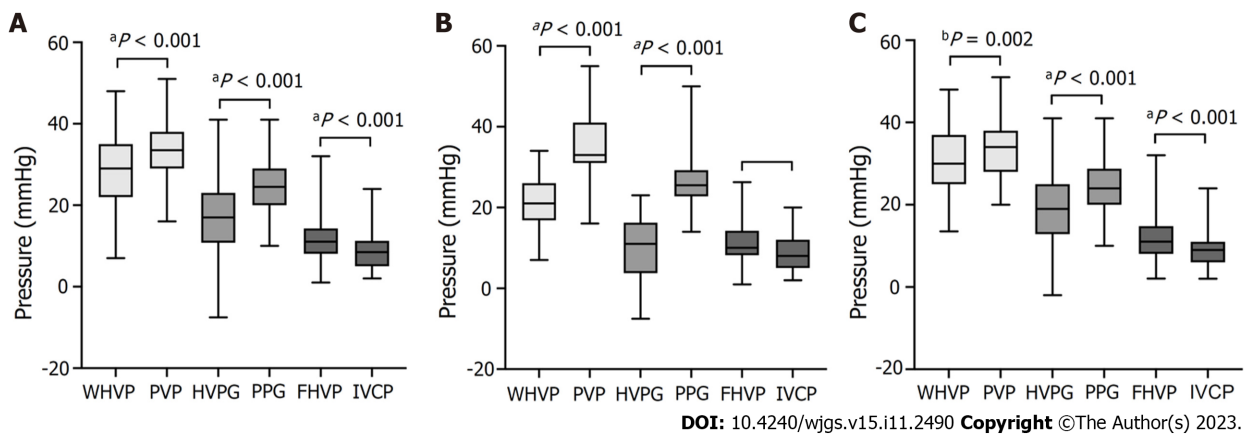 A
ᵃP < 0.001
ᵃP < 0.001
ᵃP < 0.001
60
40
20
0
-20
Pressure (mmHg)
WHVP PVP HVPG PPG FHVP IVCP
B
ᵃP < 0.001
ᵃP < 0.001
60
40
20
0
-20
Pressure (mmHg)
WHVP PVP HVPG PPG FHVP IVCP
C
ᵇP = 0.002
ᵃP < 0.001
ᵃP < 0.001
60
40
20
0
-20
Pressure (mmHg)
WHVP PVP HVPG PPG FHVP IVCP
DOI: 10.4240/wjgs.v15.i11.2490 Copyright ©The Author(s) 2023.